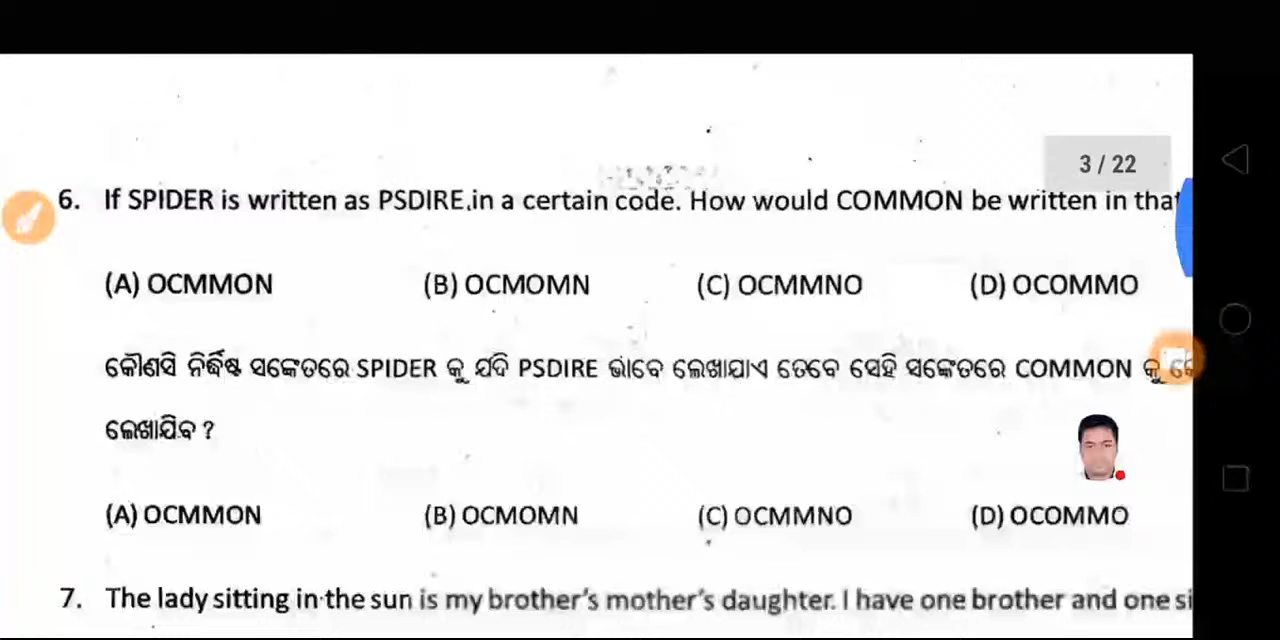 3 / 22
6. If SPIDER is written as PSDIRE in a certain code. How would COMMON be written in that
(A) OCMMON (B) OCMOMN (C) OCMMNO (D) OCOMMO
କୌଣସି ନିର୍ଦ୍ଦିଷ୍ଟ ସଙ୍କେତରେ SPIDER କୁ ଯଦି PSDIRE ଭାବେ ଲେଖାଯାଏ ତେବେ ସେହି ସଙ୍କେତରେ COMMON କୁ
ଲେଖାଯିବ ?
(A) OCMMON (B) OCMOMN (C) OCMMNO (D) OCOMMO
7. The lady sitting in the sun is my brother's mother's daughter. I have one brother and one si